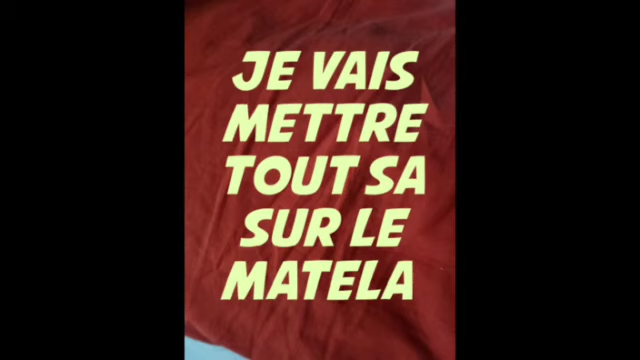 JE VAIS
METTRE
TOUT SA
SUR LE
MATELA